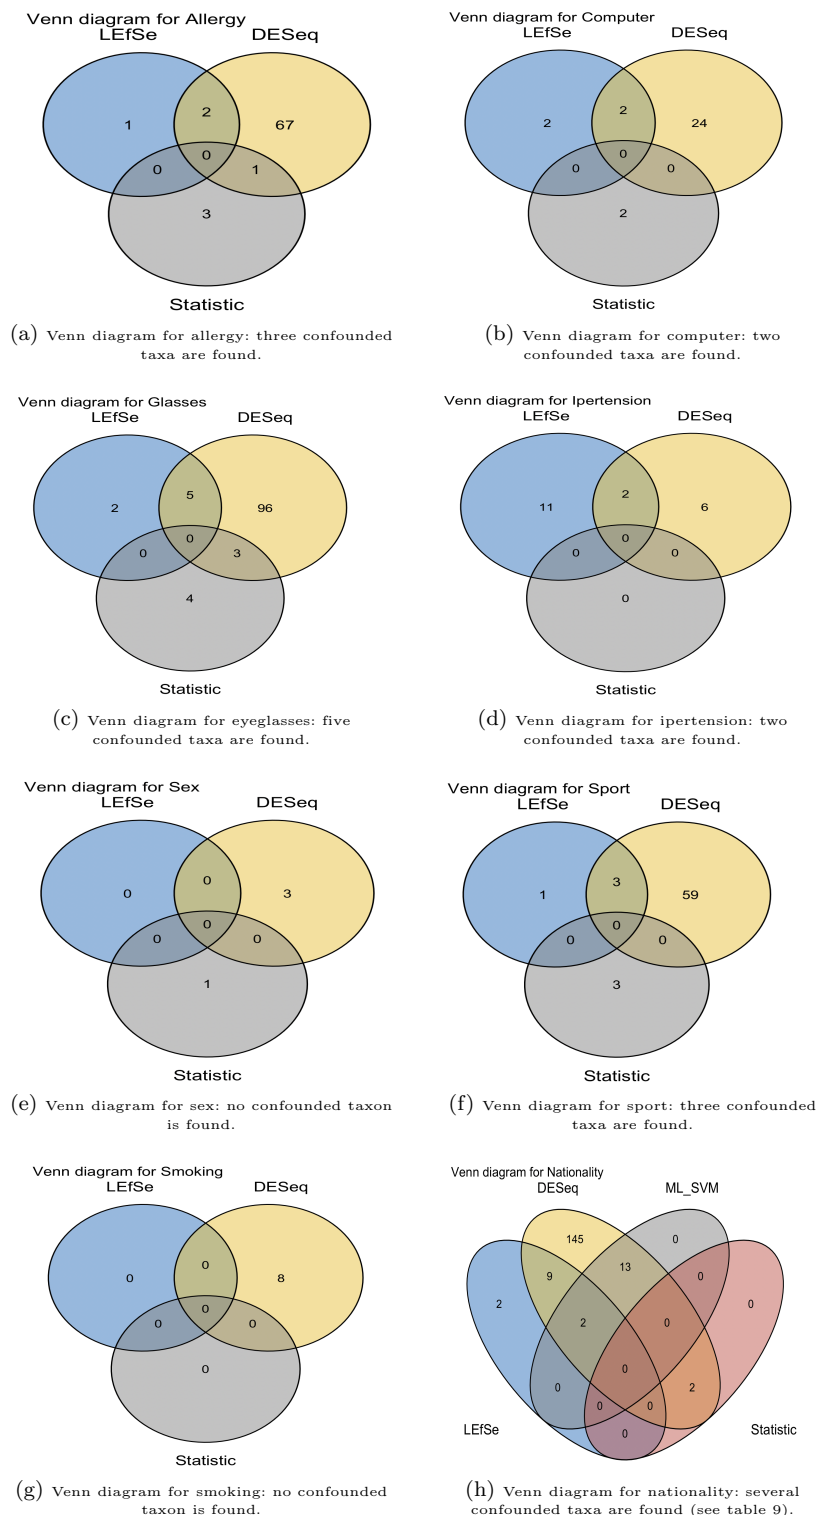 Venn diagram for Allergy
LEfSe DESeq
1 2 67
0 0 1
3
Statistic
(a) Venn diagram for allergy: three confounded
taxa are found.
Venn diagram for Computer
LEfSe DESeq
2 2 24
0 0 0
2
Statistic
(b) Venn diagram for computer: two
confounded taxa are found.
Venn diagram for Glasses
LEfSe DESeq
2 5 96
0 0 3
4
Statistic
(c) Venn diagram for eyeglasses: five
confounded taxa are found.
Venn diagram for Ipertension
LEfSe DESeq
11 2 6
0 0 0
0
Statistic
(d) Venn diagram for ipertension: two
confounded taxa are found.
Venn diagram for Sex
LEfSe DESeq
0 0 3
0 0 0
1
Statistic
(e) Venn diagram for sex: no confounded taxon
is found.
Venn diagram for Sport
LEfSe DESeq
1 3 59
0 0 0
3
Statistic
(f) Venn diagram for sport: three confounded
taxa are found.
Venn diagram for Smoking
LEfSe DESeq
0 0 8
0 0 0
0
Statistic
(g) Venn diagram for smoking: no confounded
taxon is found.
Venn diagram for Nationality
DESeq ML_SVM
145 0
9 13 0
2 2 0 0
0
0 2
0 0
LEfSe 0 Statistic
(h) Venn diagram for nationality: several
confounded taxa are found (see table 9).